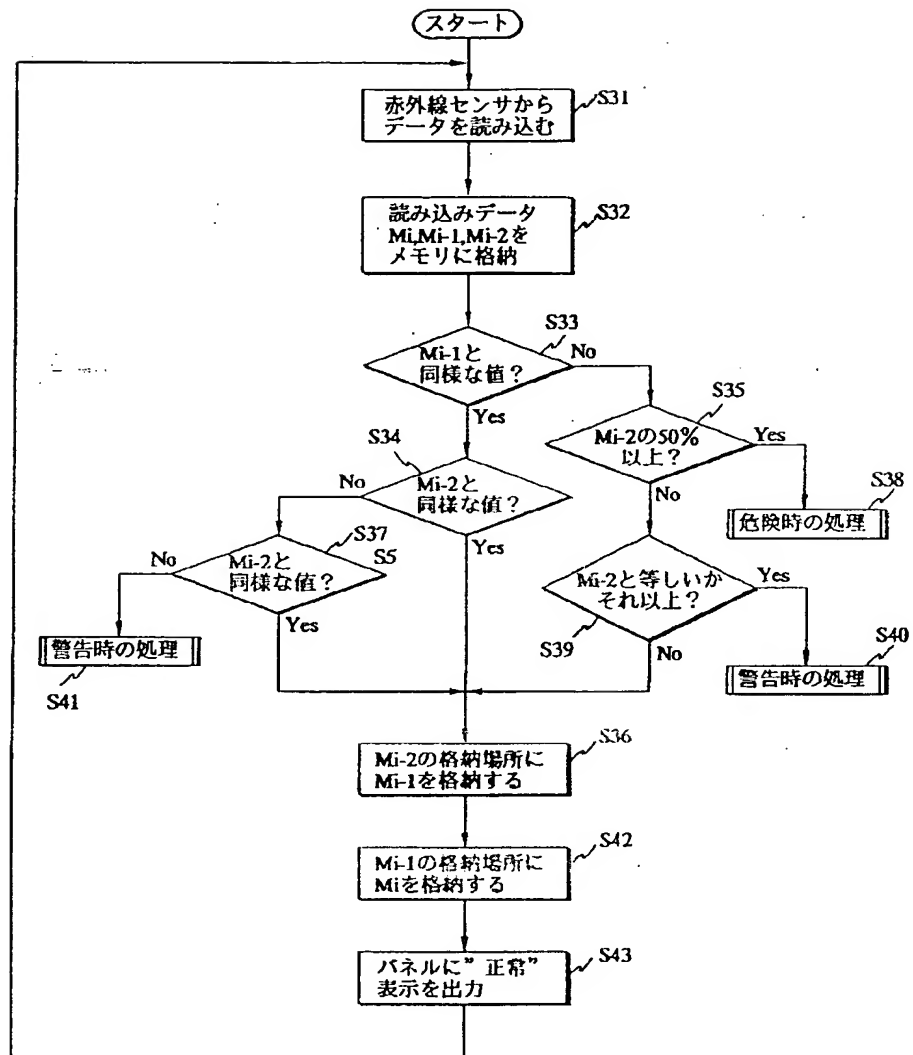 スタート
赤外線センサから
データを読み込む
S31
読み込みデータ
Mi,Mi-1,Mi-2を
メモリに格納
S32
S33
Mi-1と
同様な値？
No
Yes
S35
Mi-2の50%
以上？
Yes
No
S34
Mi-2と
同様な値？
No
Yes
S38
危険時の処理
S37
S5
Mi-2と
同様な値？
No
Yes
Mi-2と等しいか
それ以上？
Yes
S39
No
S40
警告時の処理
警告時の処理
S41
S36
Mi-2の格納場所に
Mi-1を格納する
S42
Mi-1の格納場所に
Miを格納する
S43
パネルに”正常”
表示を出力